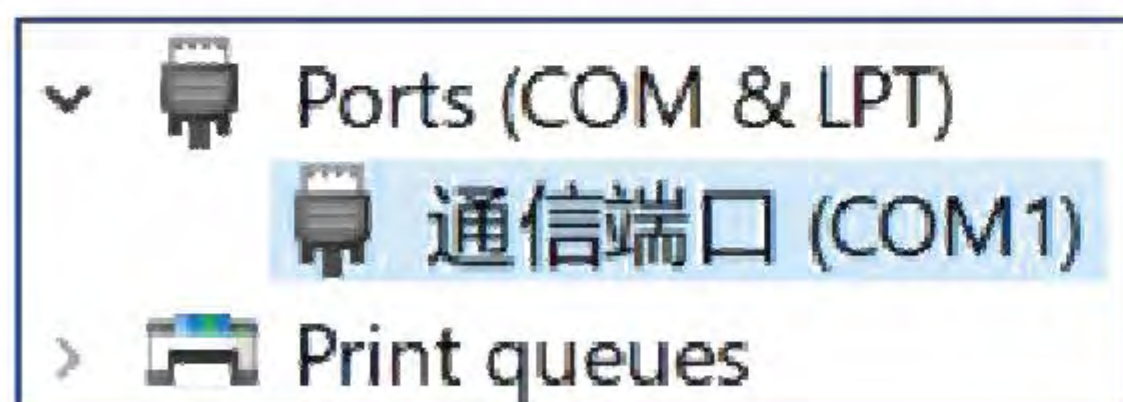 Ports (COM & LPT)
通信端口 (COM1)
Print queues